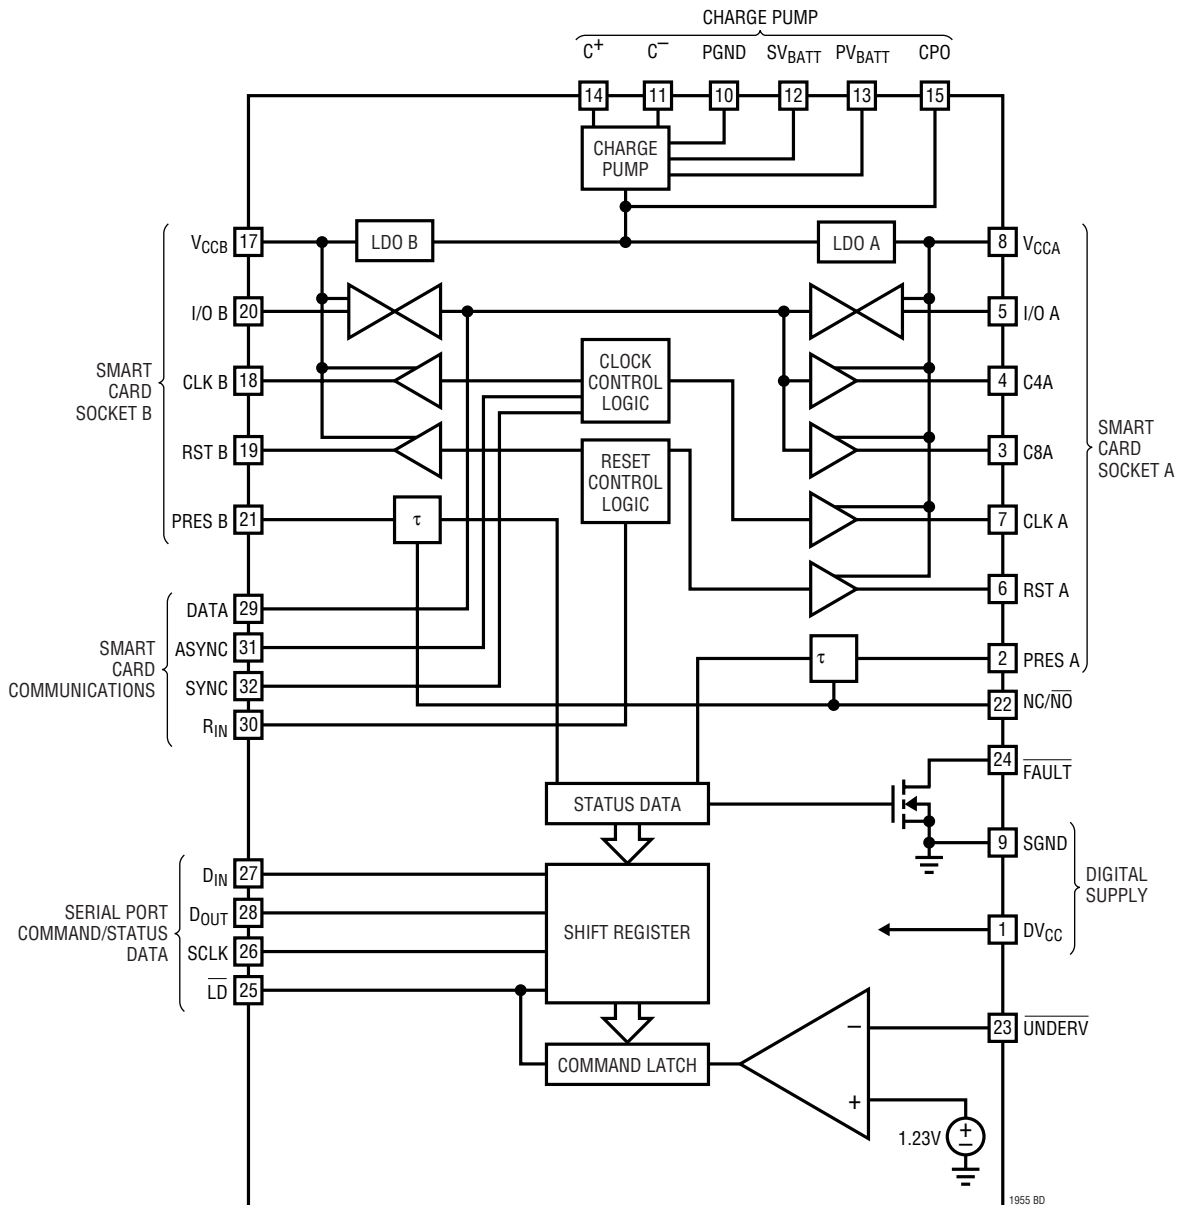 CHARGE PUMP
C+ C– PGND SVBATT PVBATT CPO
14 11 10 12 13 15
CHARGE
PUMP
VCCB 17 LDO B LDO A 8 VCCA
I/O B 20 5 I/O A
SMART
CARD
SOCKET B
CLK B 18
CLOCK
CONTROL
LOGIC
4 C4A
RST B 19
RESET
CONTROL
LOGIC
3 C8A
SMART
CARD
SOCKET A
PRES B 21 τ 7 CLK A
6 RST A
SMART
CARD
COMMUNICATIONS
DATA 29
ASYNC 31
SYNC 32
RIN 30
τ 2 PRES A
22 NC/N̅O̅
24 F̅A̅U̅L̅T̅
STATUS DATA
9 SGND
DIGITAL
SUPPLY
1 DVCC
SERIAL PORT
COMMAND/STATUS
DATA
DIN 27
DOUT 28
SCLK 26
L̅D̅ 25
SHIFT REGISTER
– 23 U̅N̅D̅E̅R̅V̅
COMMAND LATCH
+
1.23V + –
1955 BD